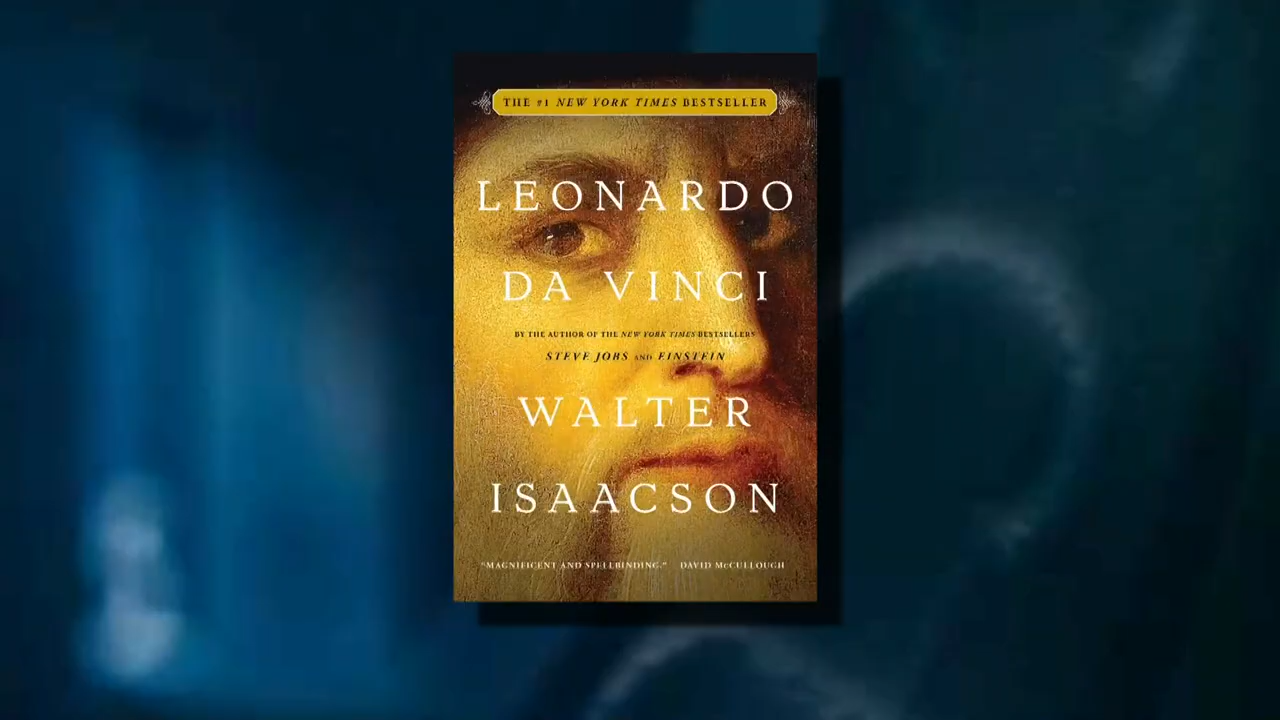 THE #1 NEW YORK TIMES BESTSELLER
LEONARDO
DA VINCI
BY THE AUTHOR OF THE NEW YORK TIMES BESTSELLERS
STEVE JOBS AND EINSTEIN
WALTER
ISAACSON
“MAGNIFICENT AND SPELLBINDING.” DAVID McCULLOUGH